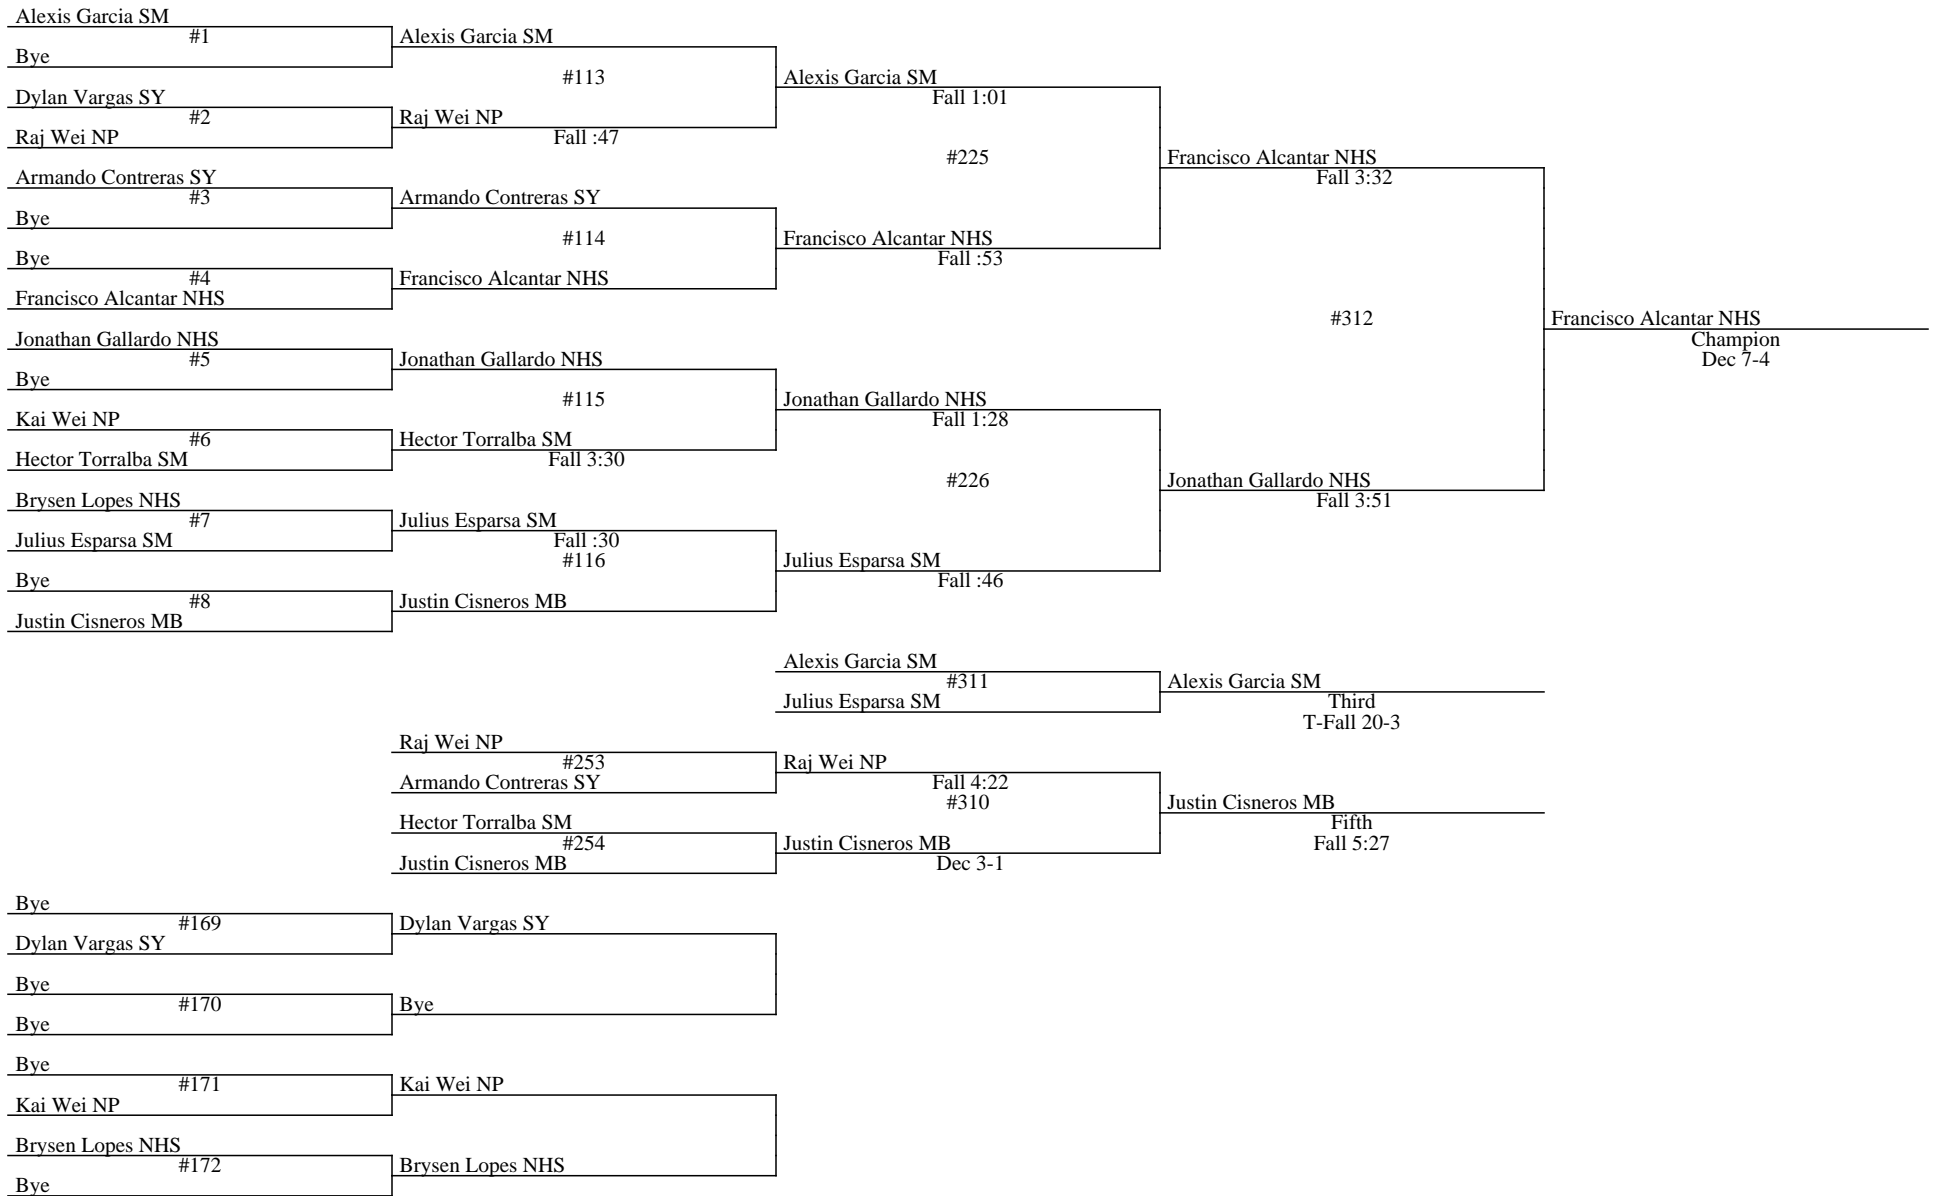 Alexis Garcia SM
#1
Bye
Alexis Garcia SM
#113
Dylan Vargas SY
#2
Raj Wei NP
Raj Wei NP
Fall :47
Alexis Garcia SM
Fall 1:01
#225
Armando Contreras SY
#3
Bye
Armando Contreras SY
#114
Bye
#4
Francisco Alcantar NHS
Francisco Alcantar NHS
Francisco Alcantar NHS
Fall :53
Francisco Alcantar NHS
Fall 3:32
#312
Jonathan Gallardo NHS
#5
Bye
Jonathan Gallardo NHS
#115
Kai Wei NP
#6
Hector Torralba SM
Hector Torralba SM
Fall 3:30
Jonathan Gallardo NHS
Fall 1:28
#226
Brysen Lopes NHS
#7
Julius Esparsa SM
Julius Esparsa SM
Fall :30
#116
Bye
#8
Justin Cisneros MB
Justin Cisneros MB
Julius Esparsa SM
Fall :46
Jonathan Gallardo NHS
Fall 3:51
Francisco Alcantar NHS
Champion
Dec 7-4
Alexis Garcia SM
#311
Julius Esparsa SM
Alexis Garcia SM
Third
T-Fall 20-3
Raj Wei NP
#253
Armando Contreras SY
Raj Wei NP
Fall 4:22
#310
Hector Torralba SM
#254
Justin Cisneros MB
Justin Cisneros MB
Dec 3-1
Justin Cisneros MB
Fifth
Fall 5:27
Bye
#169
Dylan Vargas SY
Dylan Vargas SY
Bye
#170
Bye
Bye
Bye
#171
Kai Wei NP
Kai Wei NP
Brysen Lopes NHS
#172
Bye
Brysen Lopes NHS